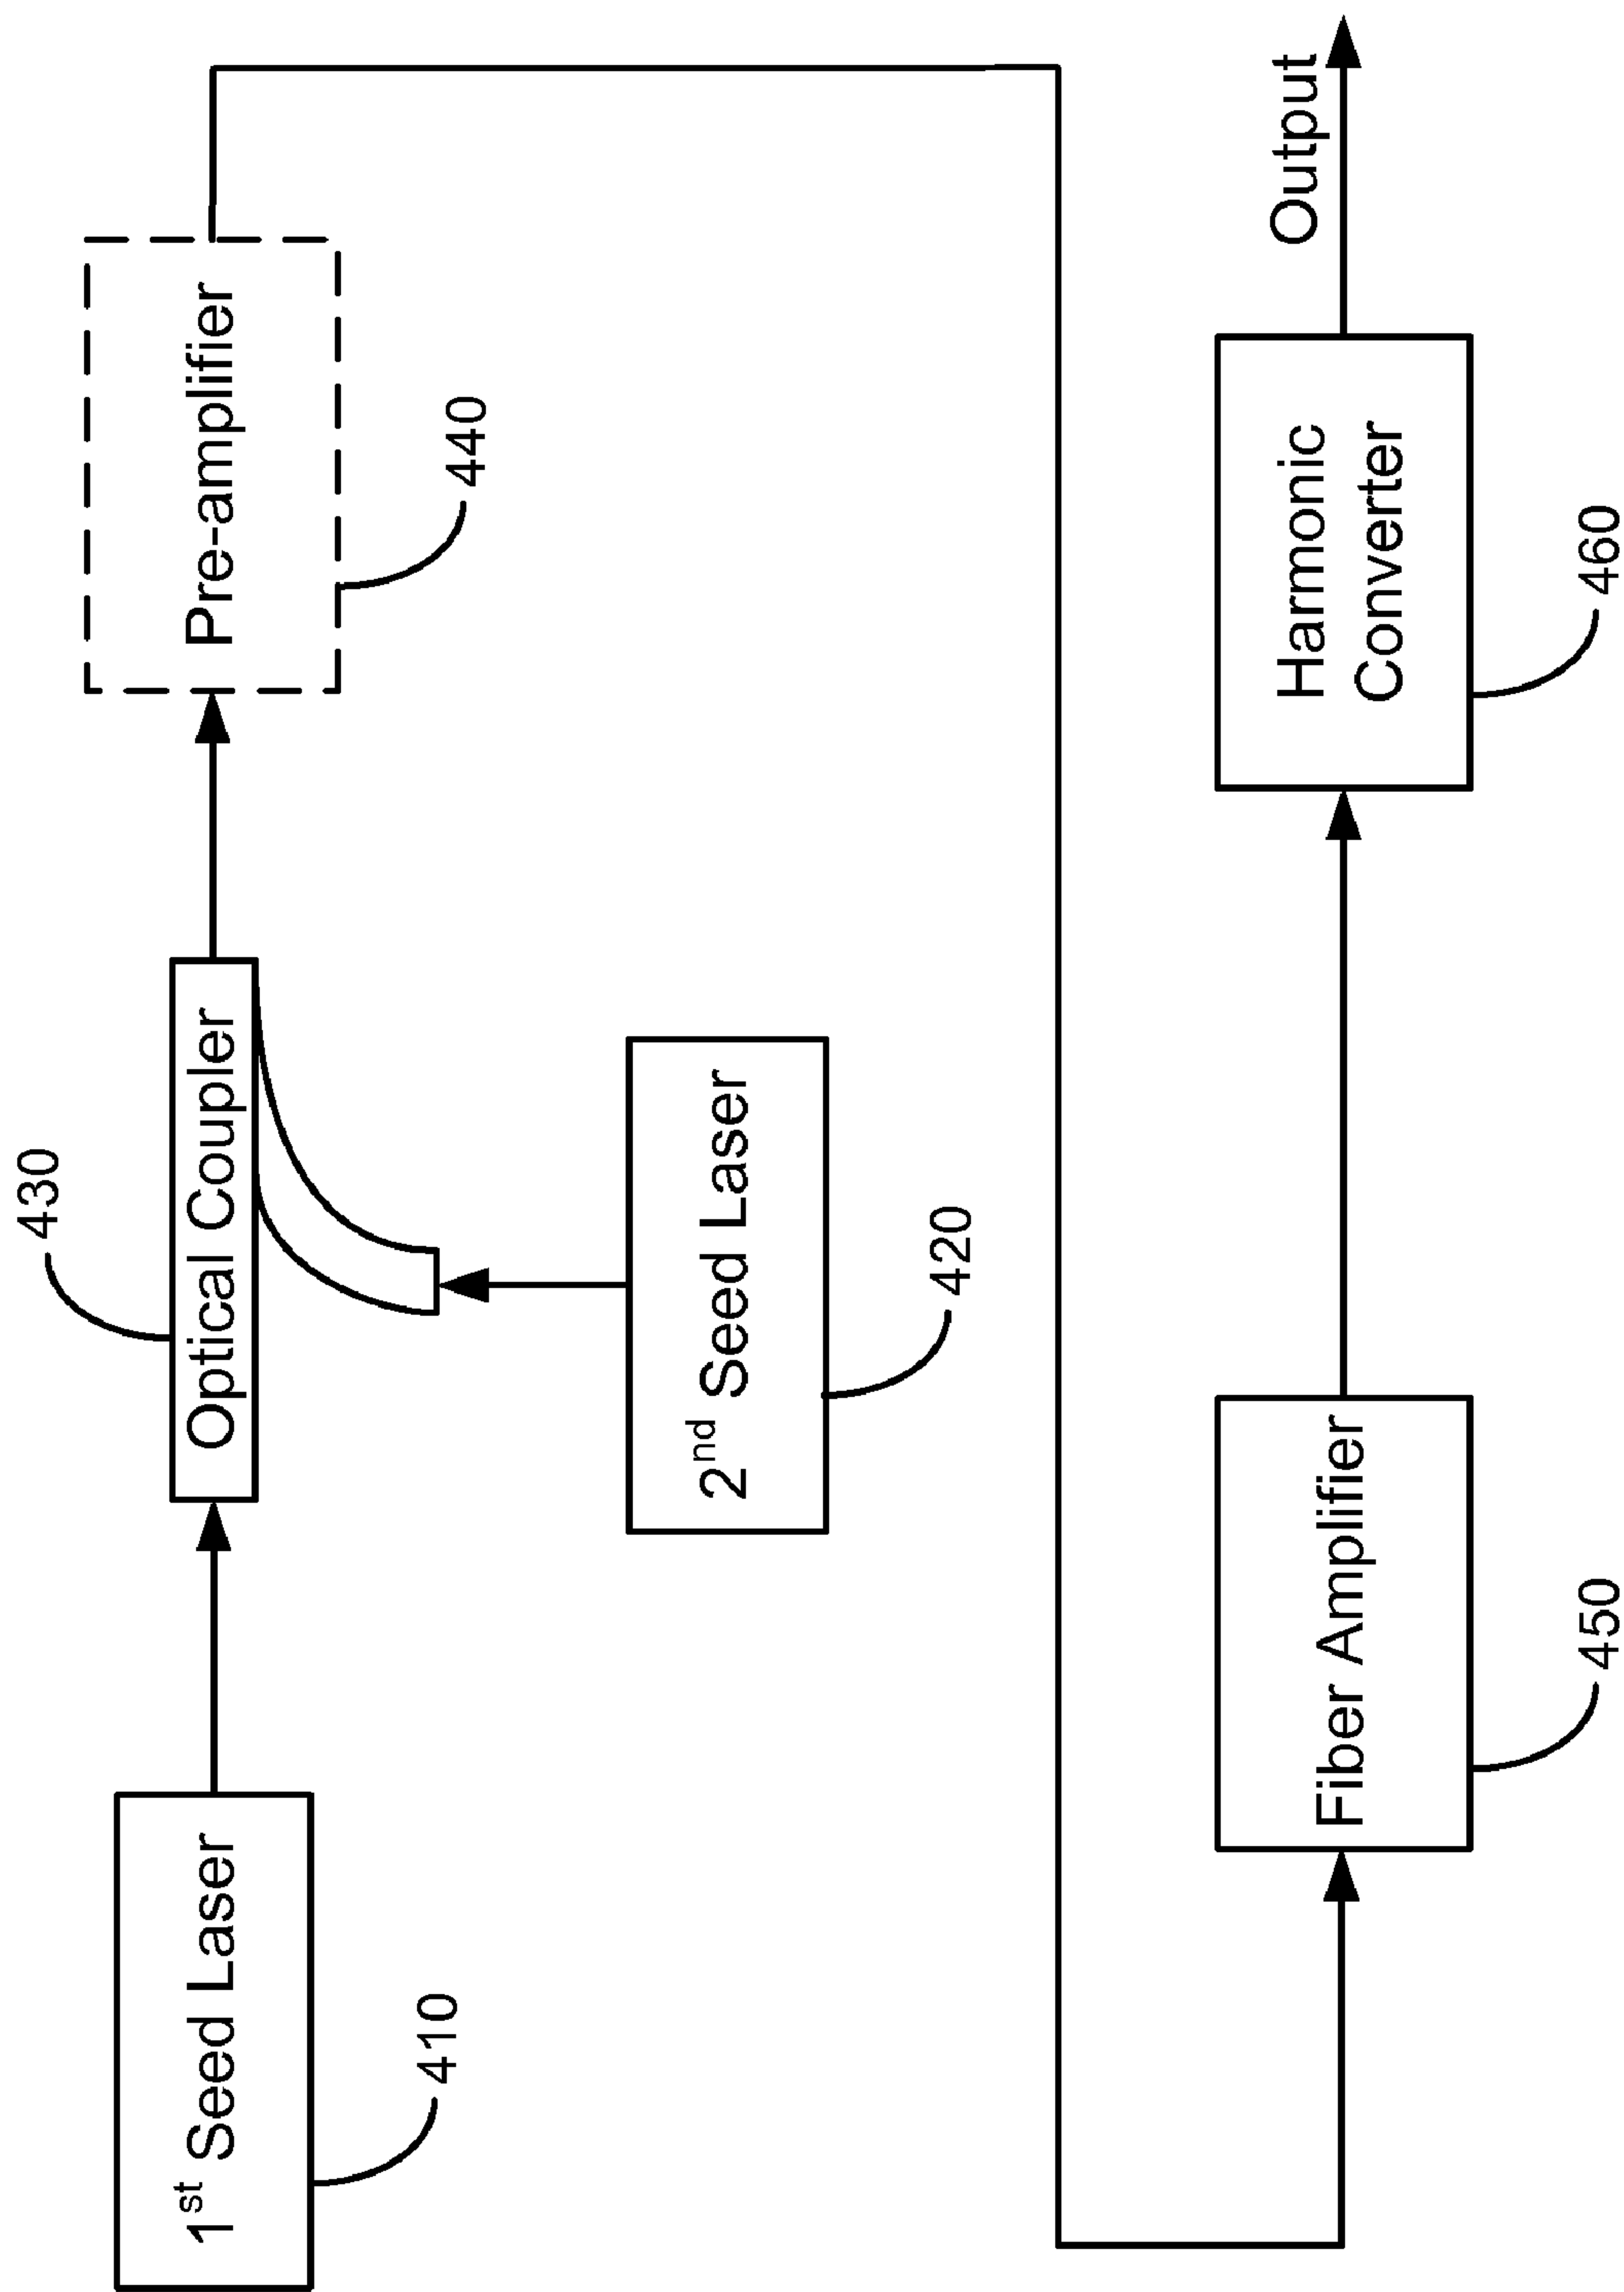 430
1st Seed Laser
Optical Coupler
Pre-amplifier
410
440
2nd Seed Laser
420
Output
Fiber Amplifier
Harmonic
Converter
450
460